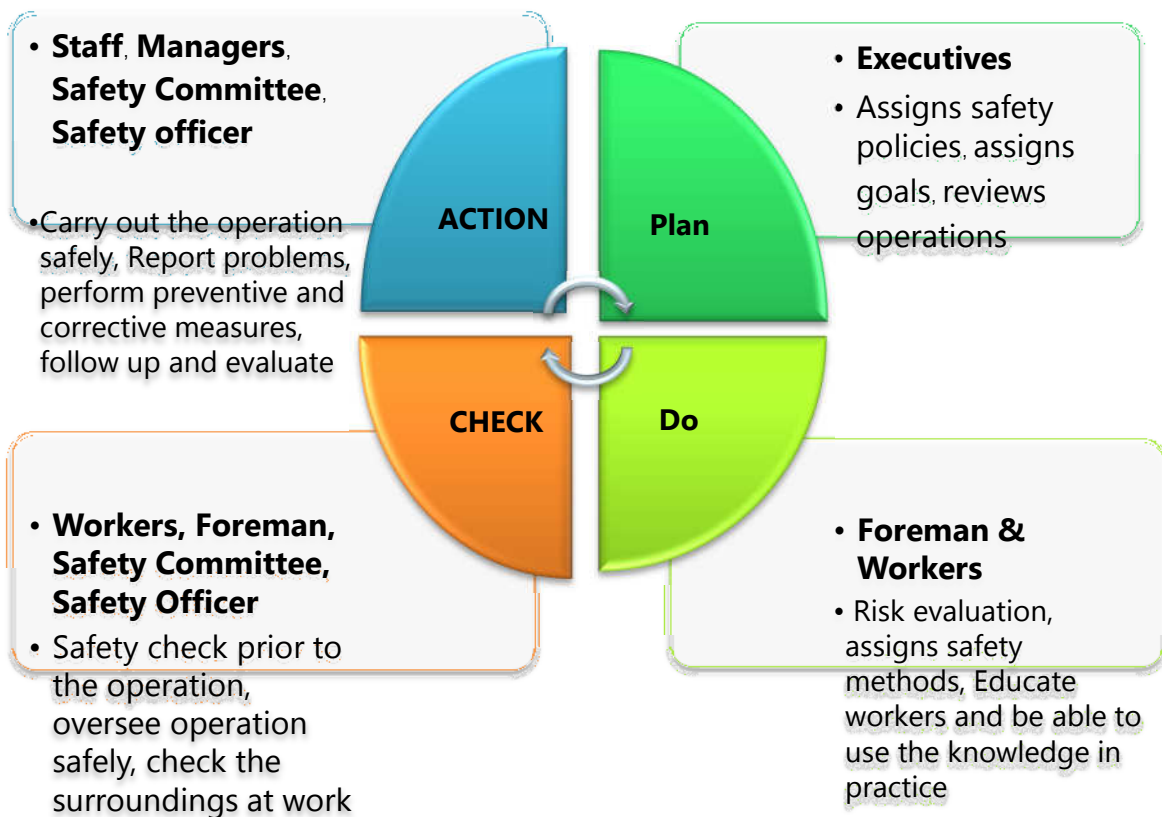 • Staff, Managers,
Safety Committee,
Safety officer
•Carry out the operation
safely, Report problems,
perform preventive and
corrective measures,
follow up and evaluate
ACTION
Plan
• Executives
• Assigns safety
policies, assigns
goals, reviews
operations
CHECK
Do
• Workers, Foreman,
Safety Committee,
Safety Officer
• Safety check prior to
the operation,
oversee operation
safely, check the
surroundings at work
• Foreman &
Workers
• Risk evaluation,
assigns safety
methods, Educate
workers and be able to
use the knowledge in
practice